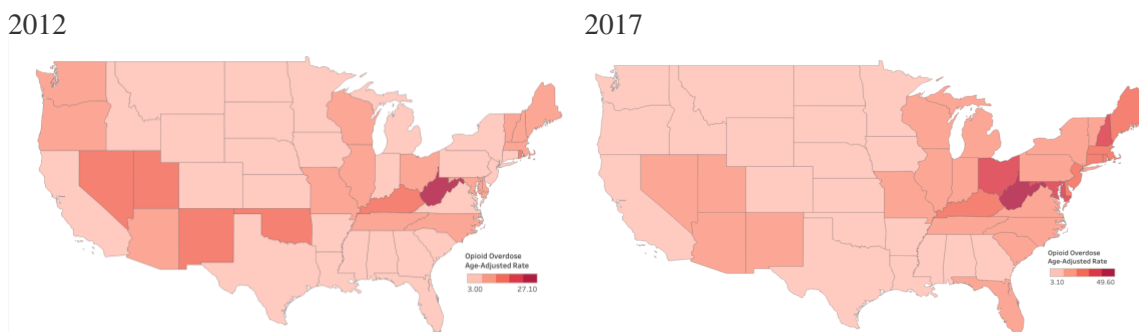 2012
2017
Opioid Overdose
Age-Adjusted Rate
3.00 27.10
Opioid Overdose
Age-Adjusted Rate
3.10 49.60